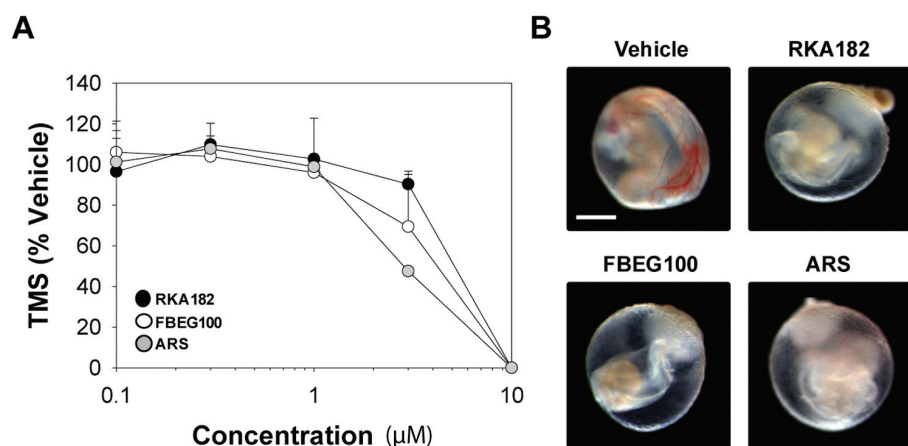 A
TMS (% Vehicle)
140
120
100
80
60
40
20
0
RKA182
FBEG100
ARS
0.1
1
10
Concentration (µM)
B
Vehicle
RKA182
FBEG100
ARS